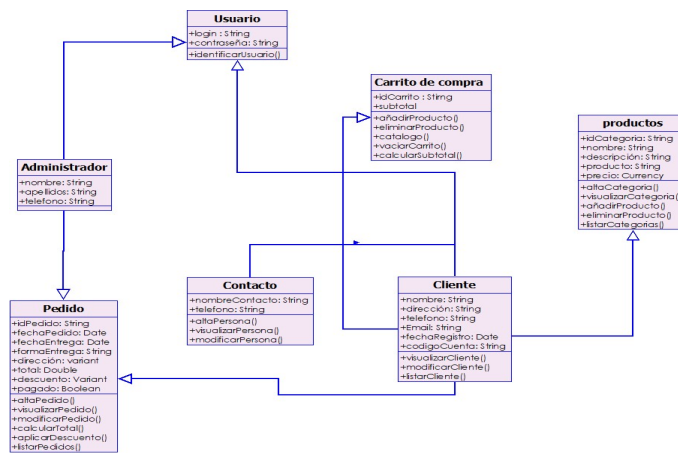 Usuario
+login : String
+contraseña: String
+identificarUsuario()
Carrito de compra
+idCarrito : Stirng
+subtotal
+añadirProducto()
+eliminarProducto()
+catalogo()
+vaciarCarrito()
+calcularSubtotal()
productos
+idCategoria: String
+nombre: String
+descripción: String
+producto: String
+precio: Currency
+altaCategoria()
+visualizarCategoria()
+añadirProducto()
+eliminarProducto()
+listarCategorias()
Administrador
+nombre: String
+apellidos: String
+telefono: String
Contacto
+nombreContacto: String
+telefono: String
+altaPersona()
+visualizarPersona()
+modificarPersona()
Cliente
+nombre: String
+dirección: String
+telefono: String
+Email: String
+fechaRegistro: Date
+codigoCuenta: String
+visualizarCliente()
+modificarCliente()
+listarCliente()
Pedido
+idPedido: String
+fechaPedido: Date
+fechaEntrega: Date
+formaEntrega: String
+dirección: variant
+total: Double
+descuento: Variant
+pagado: Boolean
+altaPedido()
+visualizarPedido()
+modificarPedido()
+calcularTotal()
+aplicarDescuento()
+listarPedidos()